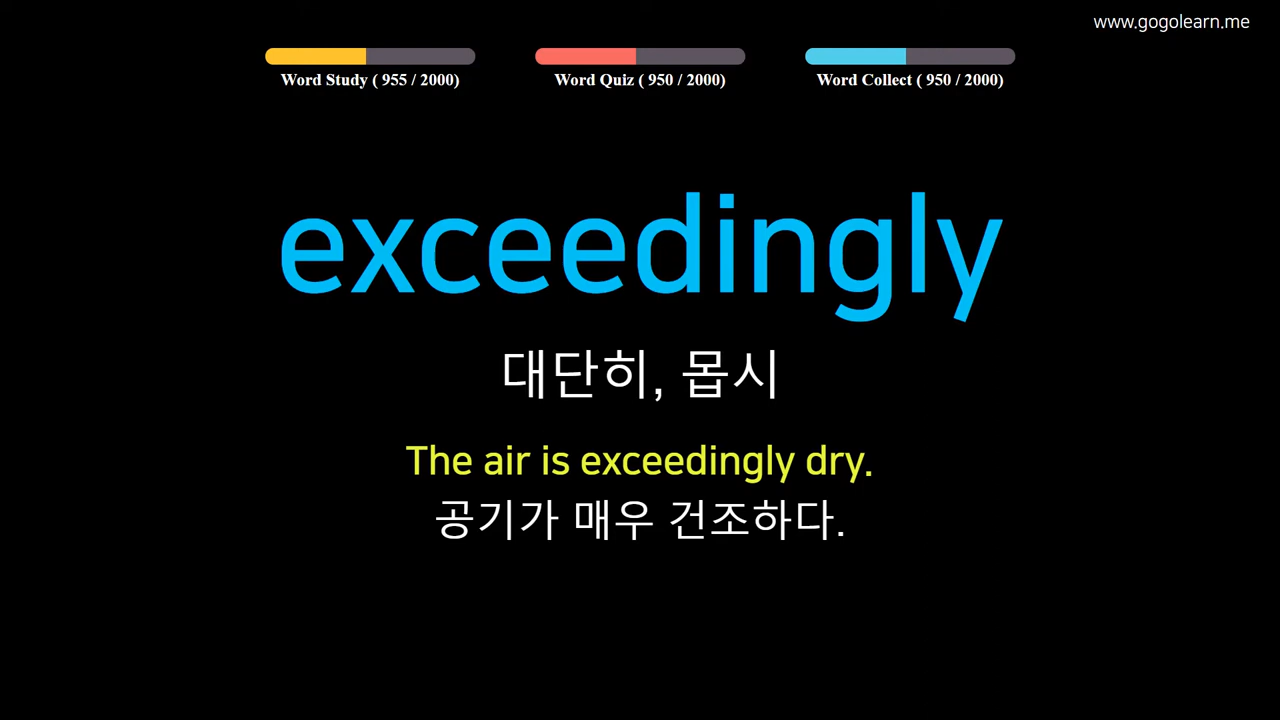 www.gogolearn.me
Word Study ( 955 / 2000)
Word Quiz ( 950 / 2000)
Word Collect ( 950 / 2000)
exceedingly
대단히, 몹시
The air is exceedingly dry.
공기가 매우 건조하다.